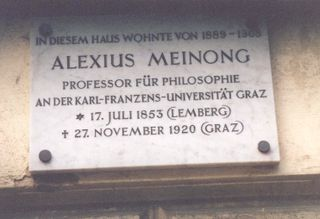 IN DIESEM HAUS WOHNTE VON 1889-1903
ALEXIUS MEINONG
PROFESSOR FÜR PHILOSOPHIE
AN DER KARL-FRANZENS-UNIVERSITÄT GRAZ
* 17. JULI 1853 (LEMBERG)
✝ 27. NOVEMBER 1920 (GRAZ)